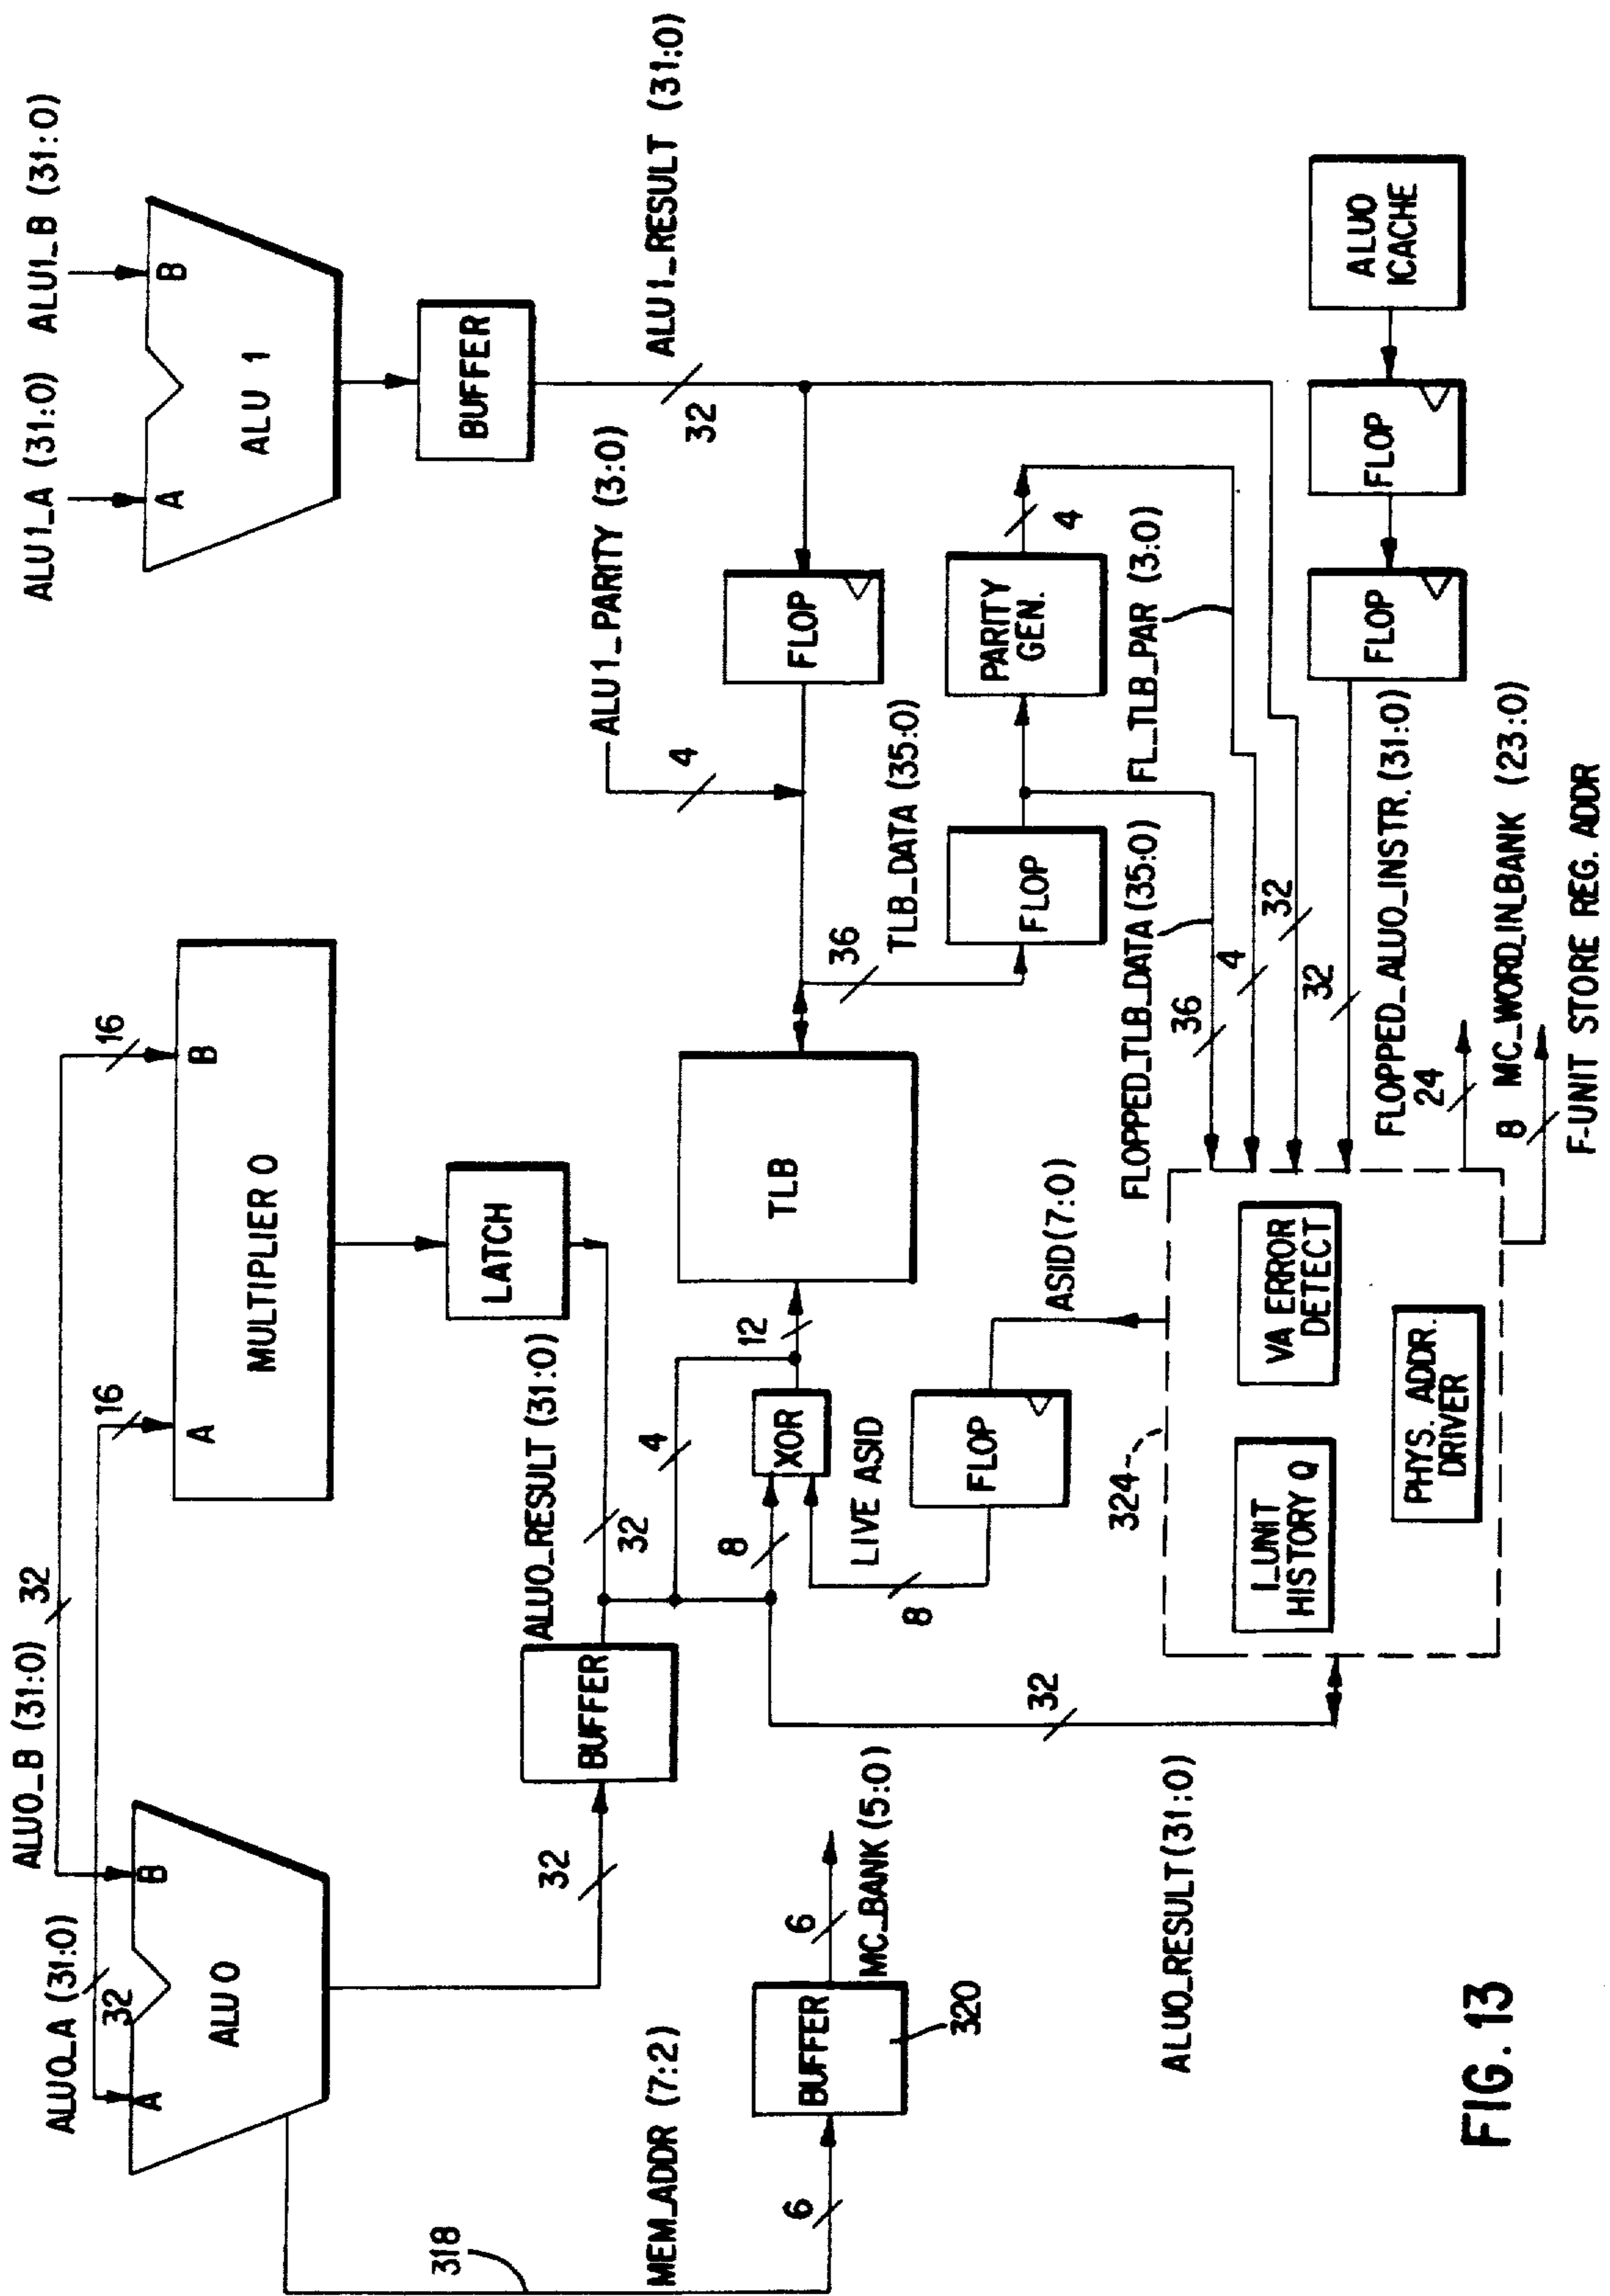 ALU0_A (31:0)
ALU0_B (31:0)
ALU1_A (31:0)
ALU1_B (31:0)
32
32
16
16
A
B
ALU 0
A
B
MULTIPLIER 0
A
B
ALU 1
318
MEM_ADDR (7:2)
6
32
BUFFER
LATCH
BUFFER
ALU0_RESULT (31:0)
32
32
ALU1_RESULT (31:0)
BUFFER
320
6
MC_BANK (5:0)
8
4
XOR
12
TLB
LIVE ASID
8
FLOP
ASID (7:0)
ALU1_PARITY (3:0)
4
FLOP
36
TLB_DATA (35:0)
FLOP
PARITY
GEN.
4
FL_TLB_PAR (3:0)
FLOPPED_TLB_DATA (35:0)
36
4
32
32
ALU0_RESULT (31:0)
32
324
I_UNIT
HISTORY Q
VA ERROR
DETECT
PHYS. ADDR.
DRIVER
FLOPPED_ALU0_INSTR. (31:0)
FLOP
FLOP
ALU0
ICACHE
24
MC_WORD_IN_BANK (23:0)
8
F-UNIT STORE REG. ADDR
FIG. 13